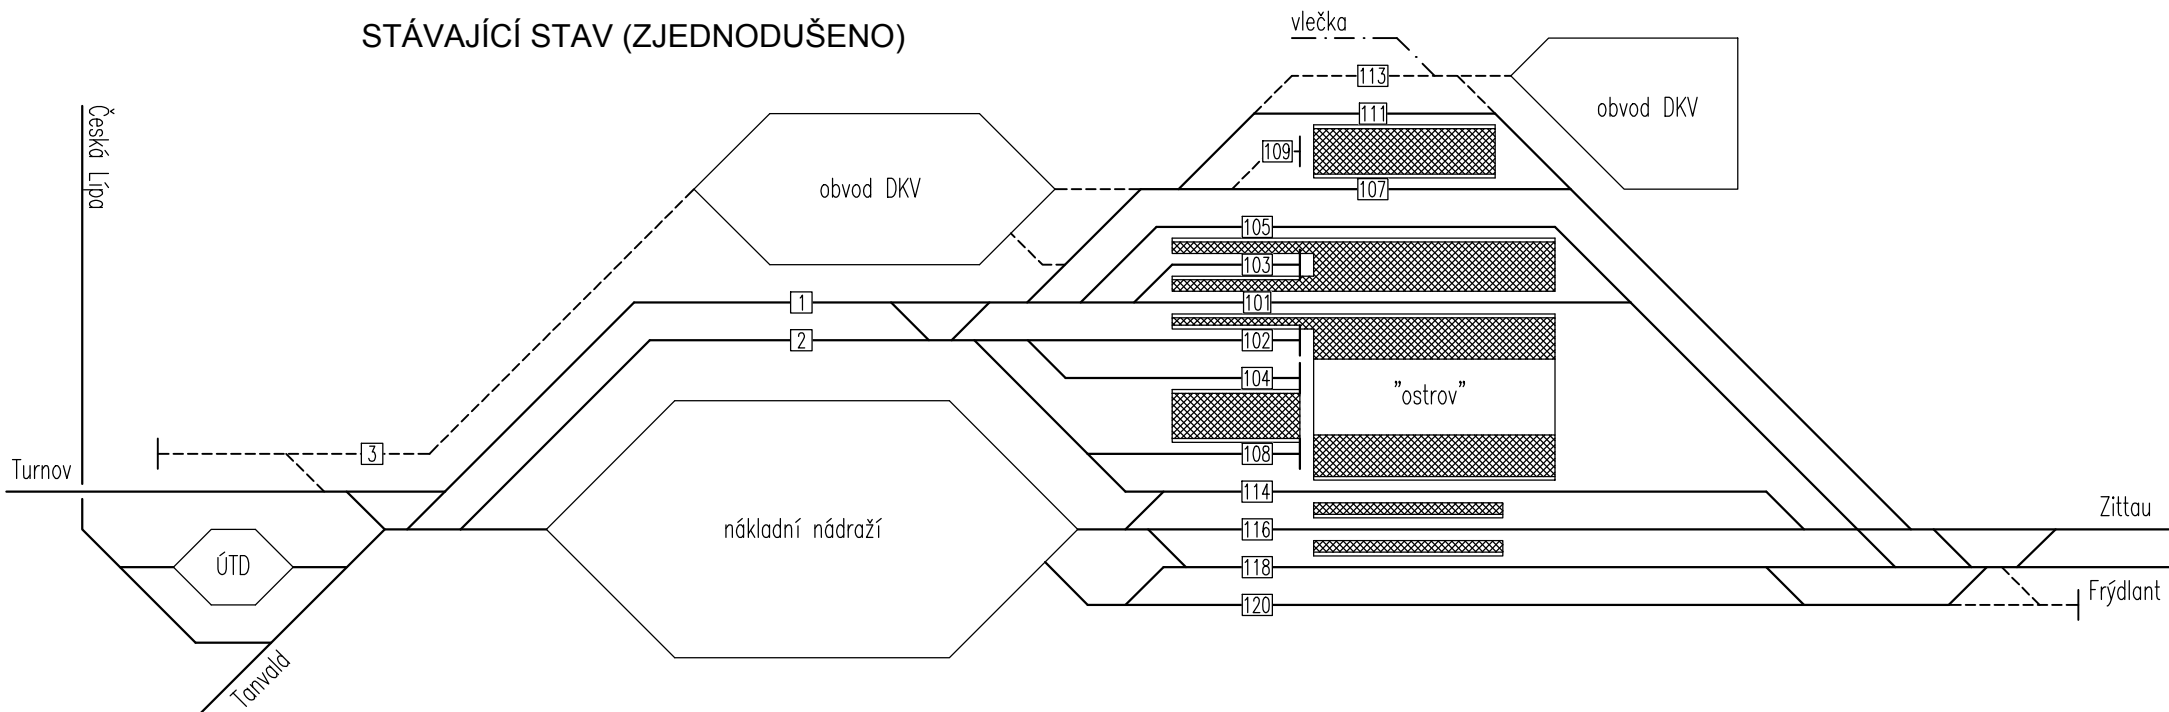 STÁVAJÍCÍ STAV (ZJEDNODUŠENO)
vlečka
113
obvod DKV
Česká Lípa
111
109
obvod DKV
107
105
103
1
101
2
102
104
"ostrov"
3
108
Turnov
114
Zittau
nákladní nádraží
116
ÚTD
118
Frýdlant
120
Tanvald